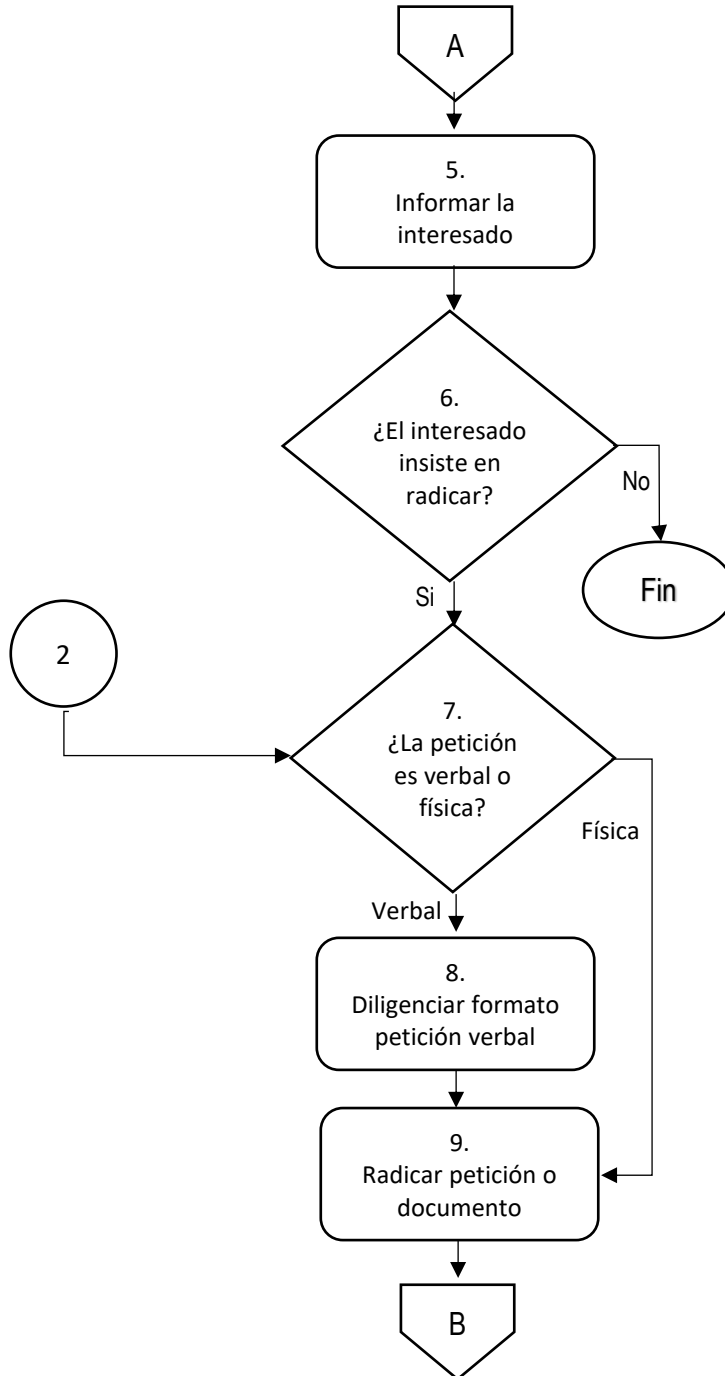 A
5.
Informar la
interesado
6.
¿El interesado
insiste en
radicar?
No
Fin
Si
2
7.
¿La petición
es verbal o
física?
Física
Verbal
8.
Diligenciar formato
petición verbal
9.
Radicar petición o
documento
B